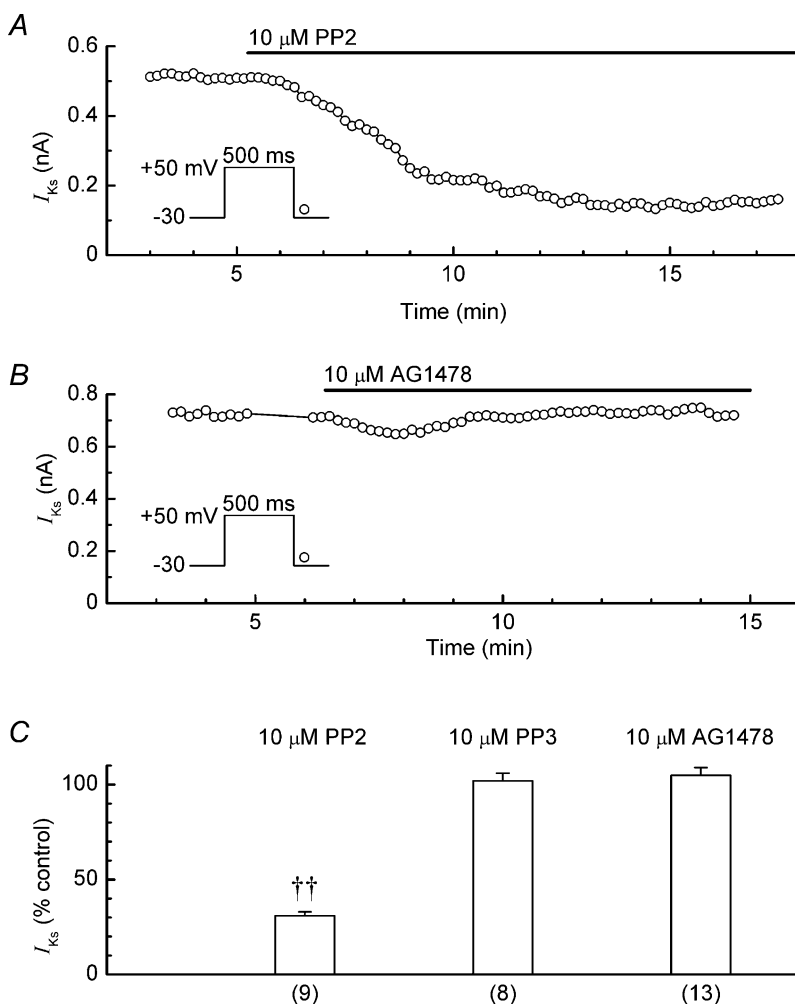 A
10 μM PP2
0.6
0.4
0.2
0
I_Ks (nA)
500 ms
+50 mV
-30
5
10
15
Time (min)
B
10 μM AG1478
0.8
0.6
0.4
0.2
0
I_Ks (nA)
500 ms
+50 mV
-30
5
10
15
Time (min)
C
10 μM PP2
10 μM PP3
10 μM AG1478
100
50
0
I_Ks (% control)
††
(9)
(8)
(13)